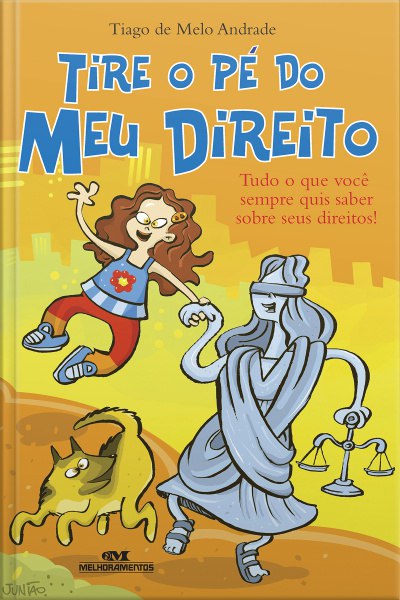 Tiago de Melo Andrade
TIRE O PÉ DO
MEU DIREITO
Tudo o que você
sempre quis saber
sobre seus direitos!
MELHORAMENTOS
JUNIÃO